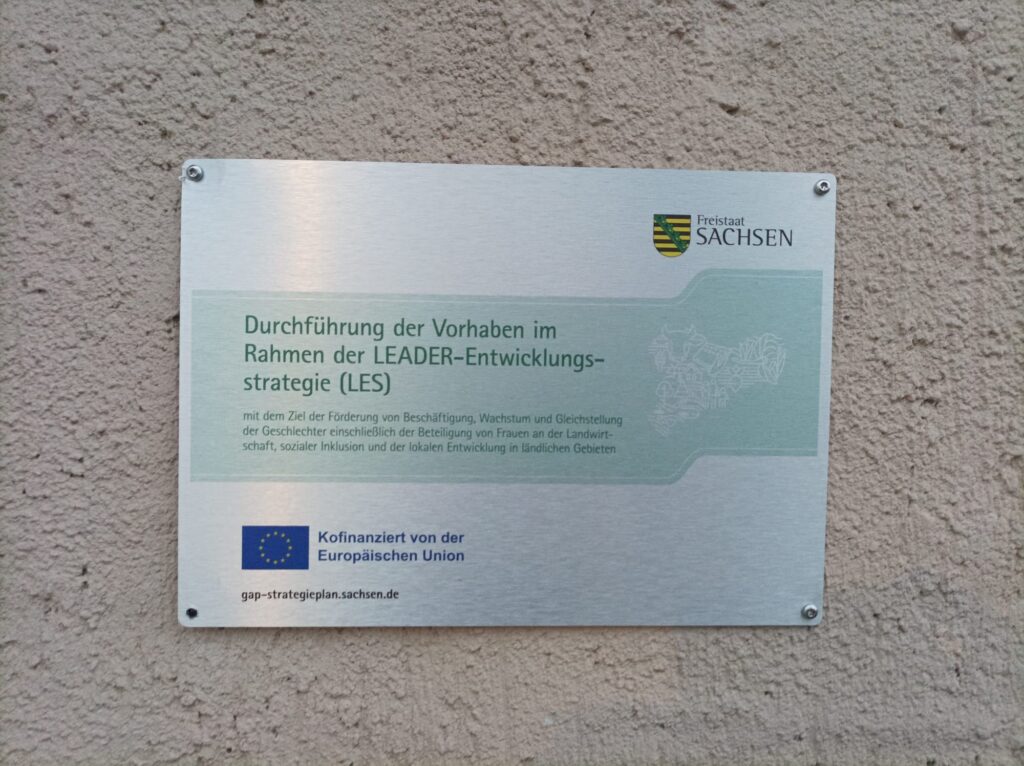 Freistaat
SACHSEN
Durchführung der Vorhaben im
Rahmen der LEADER-Entwicklungs-
strategie (LES)
mit dem Ziel der Förderung von Beschäftigung, Wachstum und Gleichstellung
der Geschlechter einschließlich der Beteiligung von Frauen an der Landwirt-
schaft, sozialer Inklusion und der lokalen Entwicklung in ländlichen Gebieten
Kofinanziert von der
Europäischen Union
gap-strategieplan.sachsen.de